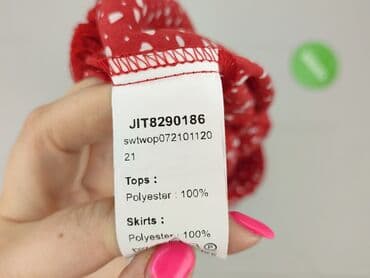 JIT8290186
swtwop072101120
21
Tops :
Polyester : 100%
Skirts :
Polyester : 100%